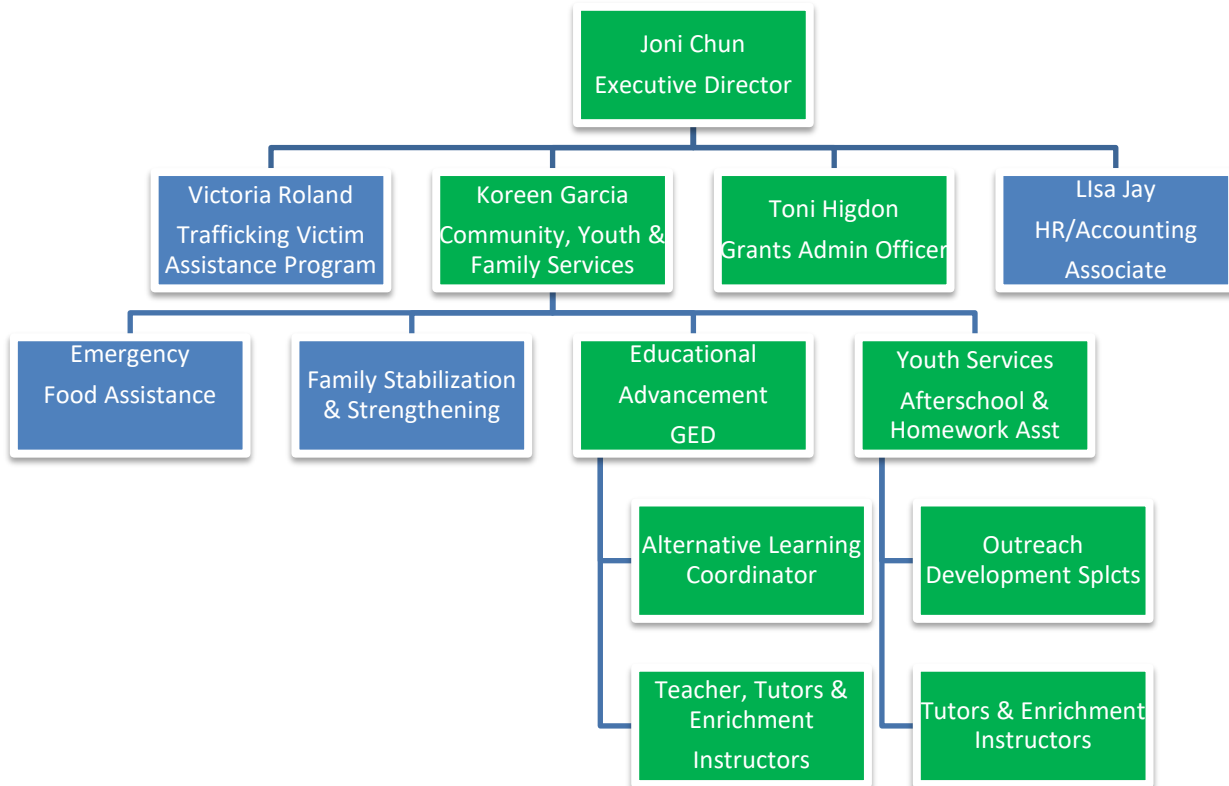 Joni Chun
Executive Director
Victoria Roland
Trafficking Victim
Assistance Program
Koreen Garcia
Community, Youth &
Family Services
Toni Higdon
Grants Admin Officer
LIsa Jay
HR/Accounting
Associate
Emergency
Food Assistance
Family Stabilization
& Strengthening
Educational
Advancement
GED
Youth Services
Afterschool &
Homework Asst
Alternative Learning
Coordinator
Outreach
Development Splcts
Teacher, Tutors &
Enrichment
Instructors
Tutors & Enrichment
Instructors